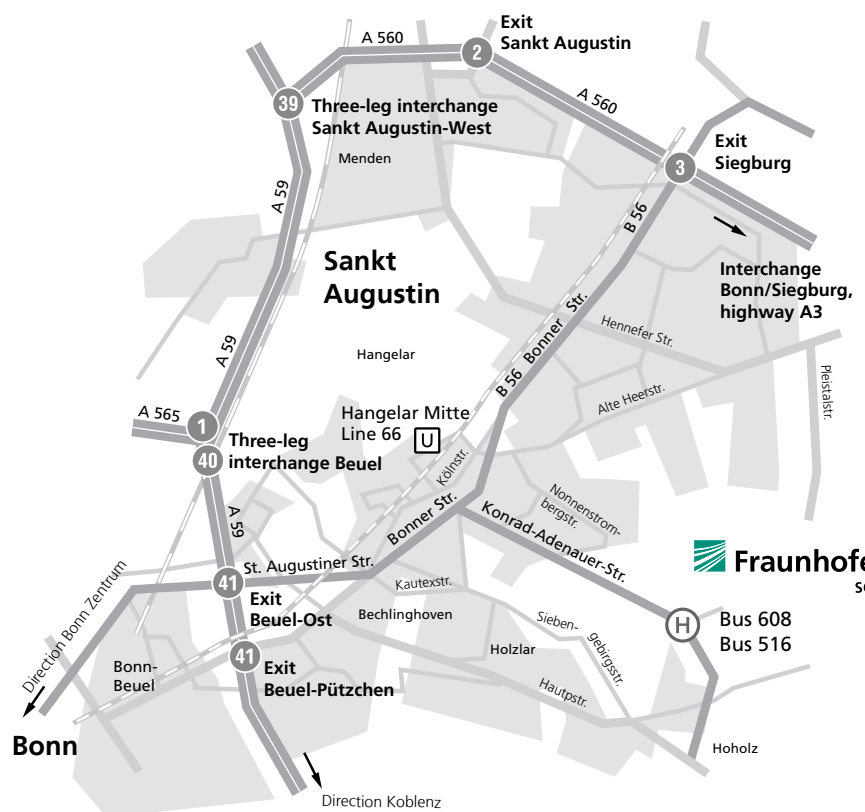 Exit
Sankt Augustin
A 560
2
39
Three-leg interchange
Sankt Augustin-West
A 560
Exit
Siegburg
3
Menden
A 59
B 56
Sankt
Augustin
Interchange
Bonn/Siegburg,
highway A3
A 59
Hangelar
B 56 Bonner Str.
Hennefer Str.
Pleistalstr.
Alte Heerstr.
A 565
1
Hangelar Mitte
Line 66
U
40
Three-leg
interchange Beuel
Kölnstr.
Nonnenstrom-
bergstr.
A 59
Bonner Str.
Konrad-Adenauer-Str.
St. Augustiner Str.
Fraunhofe
sc
Direction Bonn Zentrum
41
Exit
Beuel-Ost
Kautexstr.
Bechlinghoven
Sieben-
gebirgsstr.
H
Bus 608
Bus 516
Bonn-
Beuel
41
Exit
Beuel-Pützchen
Holzlar
Hautpstr.
Bonn
Hoholz
Direction Koblenz